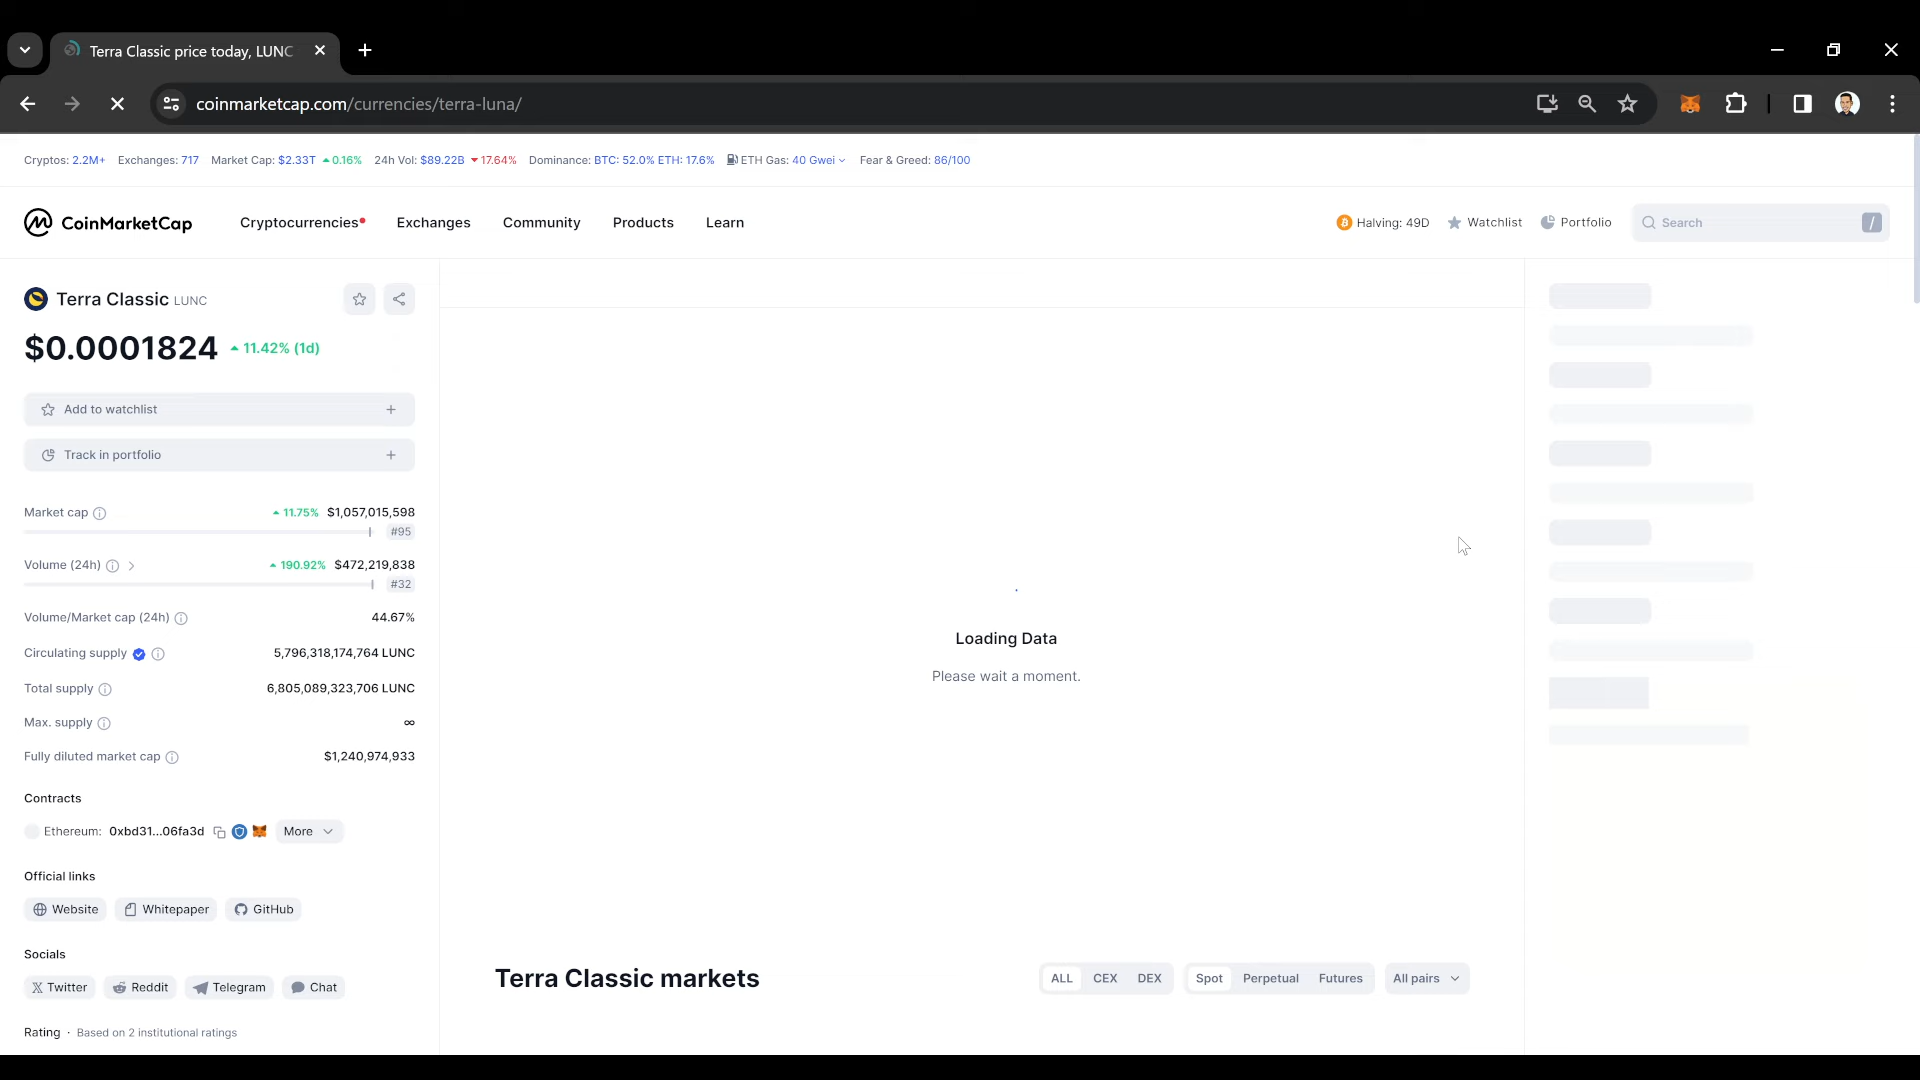 Terra Classic price today, LUNC
coinmarketcap.com/currencies/terra-luna/
Cryptos: 2.2M+ Exchanges: 717 Market Cap: $2.33T 0.16% 24h Vol: $89.22B 17.64% Dominance: BTC: 52.0% ETH: 17.6% ETH Gas: 40 Gwei Fear & Greed: 86/100
CoinMarketCap Cryptocurrencies Exchanges Community Products Learn Halving: 49D Watchlist Portfolio Search /
Terra Classic LUNC
$0.0001824 11.42% (1d)
Add to watchlist +
Track in portfolio +
Market cap 11.75% $1,057,015,598
#95
Volume (24h) 190.92% $472,219,838
#32
Volume/Market cap (24h) 44.67%
Circulating supply 5,796,318,174,764 LUNC
Total supply 6,805,089,323,706 LUNC
Max. supply ∞
Fully diluted market cap $1,240,974,933
Contracts
Ethereum: 0xbd31...06fa3d More
Official links
Website Whitepaper GitHub
Socials
Twitter Reddit Telegram Chat
Rating · Based on 2 institutional ratings
Loading Data
Please wait a moment.
Terra Classic markets ALL CEX DEX Spot Perpetual Futures All pairs